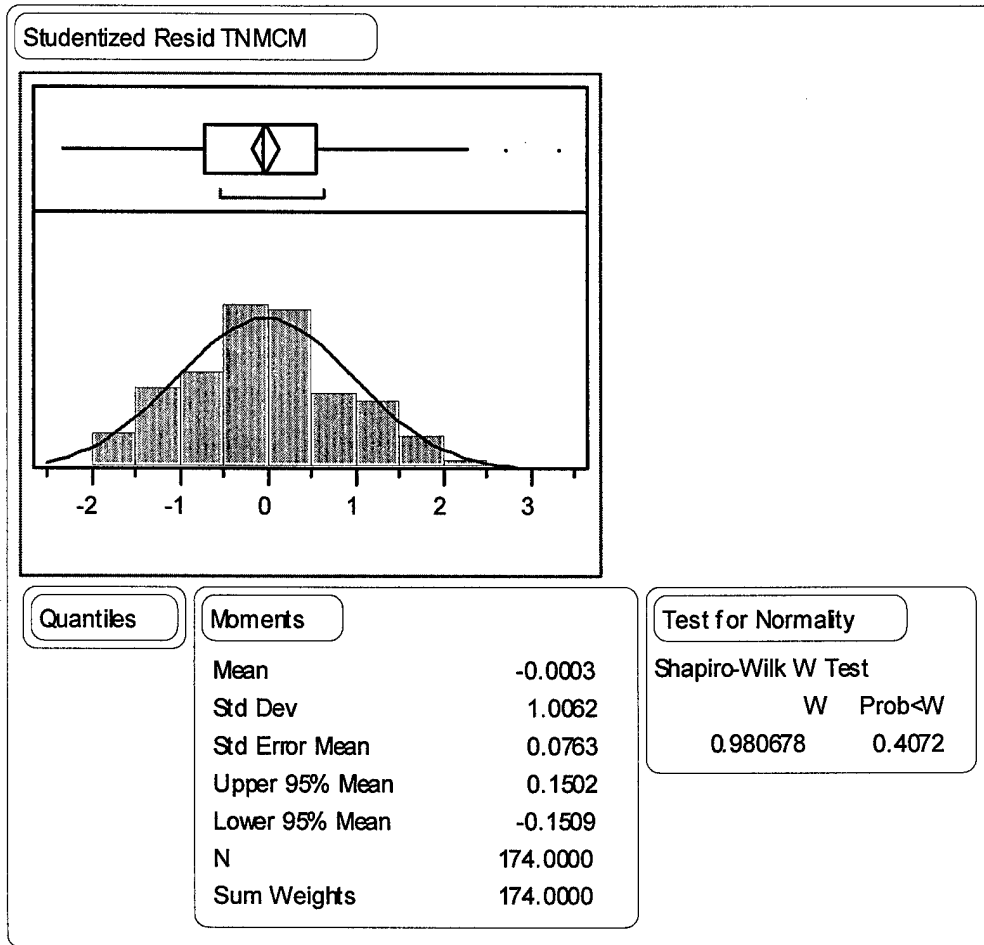 Studentized Resid TNMCM
-2 -1 0 1 2 3
Quantiles
Moments
Mean -0.0003
Std Dev 1.0062
Std Error Mean 0.0763
Upper 95% Mean 0.1502
Lower 95% Mean -0.1509
N 174.0000
Sum Weights 174.0000
Test for Normality
Shapiro-Wilk W Test
W Prob<W
0.980678 0.4072